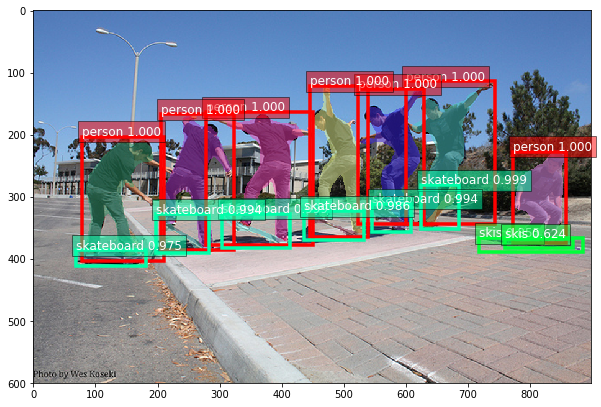 0
100
200
300
400
500
600
person 1.000
person 1.000
person 1.000
person 1.000
person 1.000
person 1.000
person 1.000
skateboard 0.999
skateboard 0.994
skateboard 0.994
skateboard 0.986
skateboard 0.975
skis 0.624
Photo by Wes Koseki
0 100 200 300 400 500 600 700 800